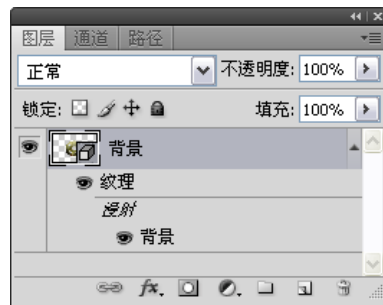 图层 通道 路径
正常 不透明度: 100%
锁定: 填充: 100%
背景
纹理
漫射
背景
fx.